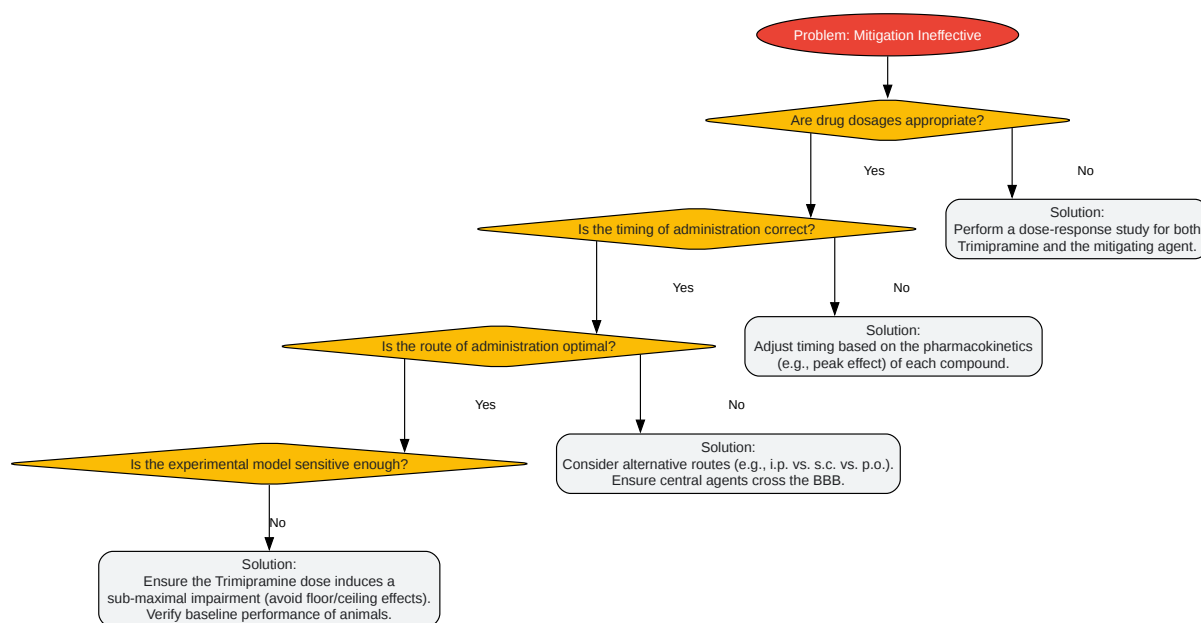 Problem: Mitigation Ineffective
Are drug dosages appropriate?
Yes
No
Solution:
Perform a dose-response study for both
Trimipramine and the mitigating agent.
Is the timing of administration correct?
Yes
No
Solution:
Adjust timing based on the pharmacokinetics
(e.g., peak effect) of each compound.
Is the route of administration optimal?
Yes
No
Solution:
Consider alternative routes (e.g., i.p. vs. s.c. vs. p.o.).
Ensure central agents cross the BBB.
Is the experimental model sensitive enough?
No
Solution:
Ensure the Trimipramine dose induces a
sub-maximal impairment (avoid floor/ceiling effects).
Verify baseline performance of animals.